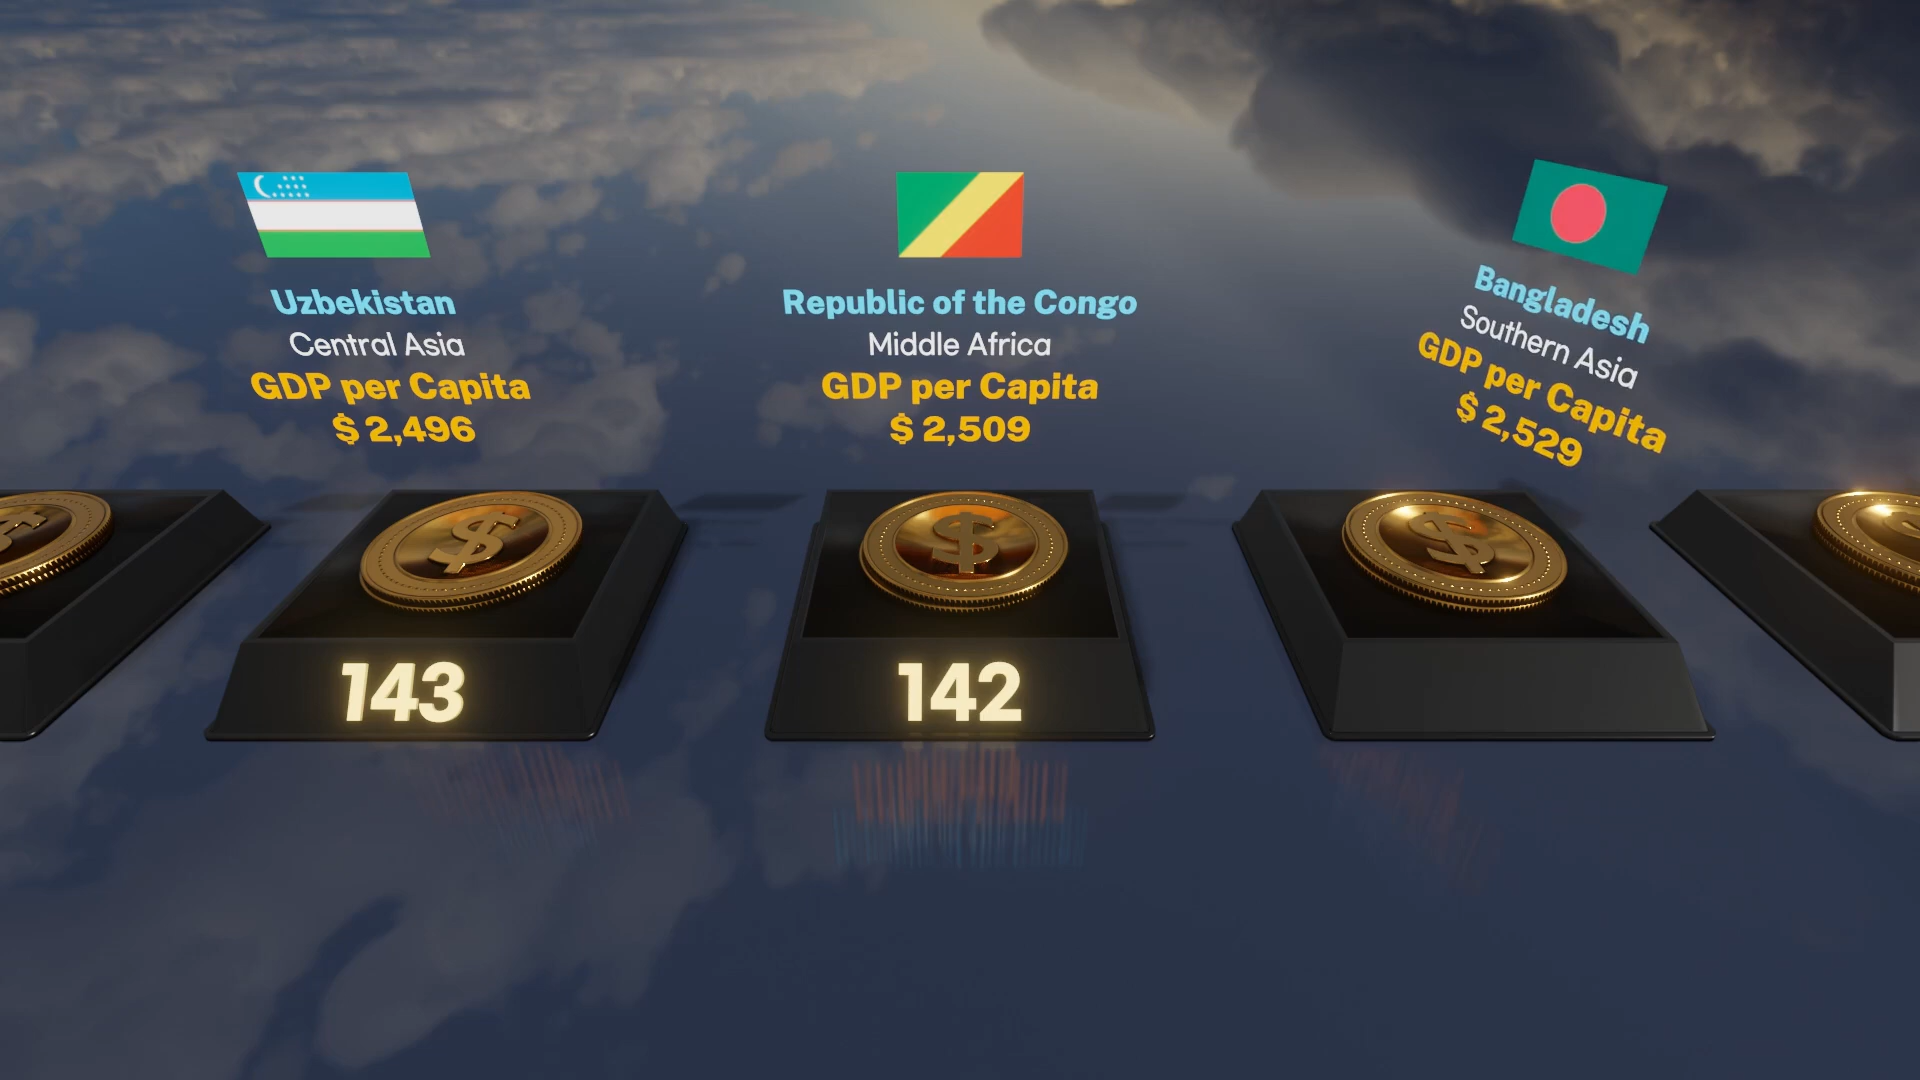 Uzbekistan
Central Asia
GDP per Capita
$ 2,496
143
Republic of the Congo
Middle Africa
GDP per Capita
$ 2,509
142
Bangladesh
Southern Asia
GDP per Capita
$ 2,529